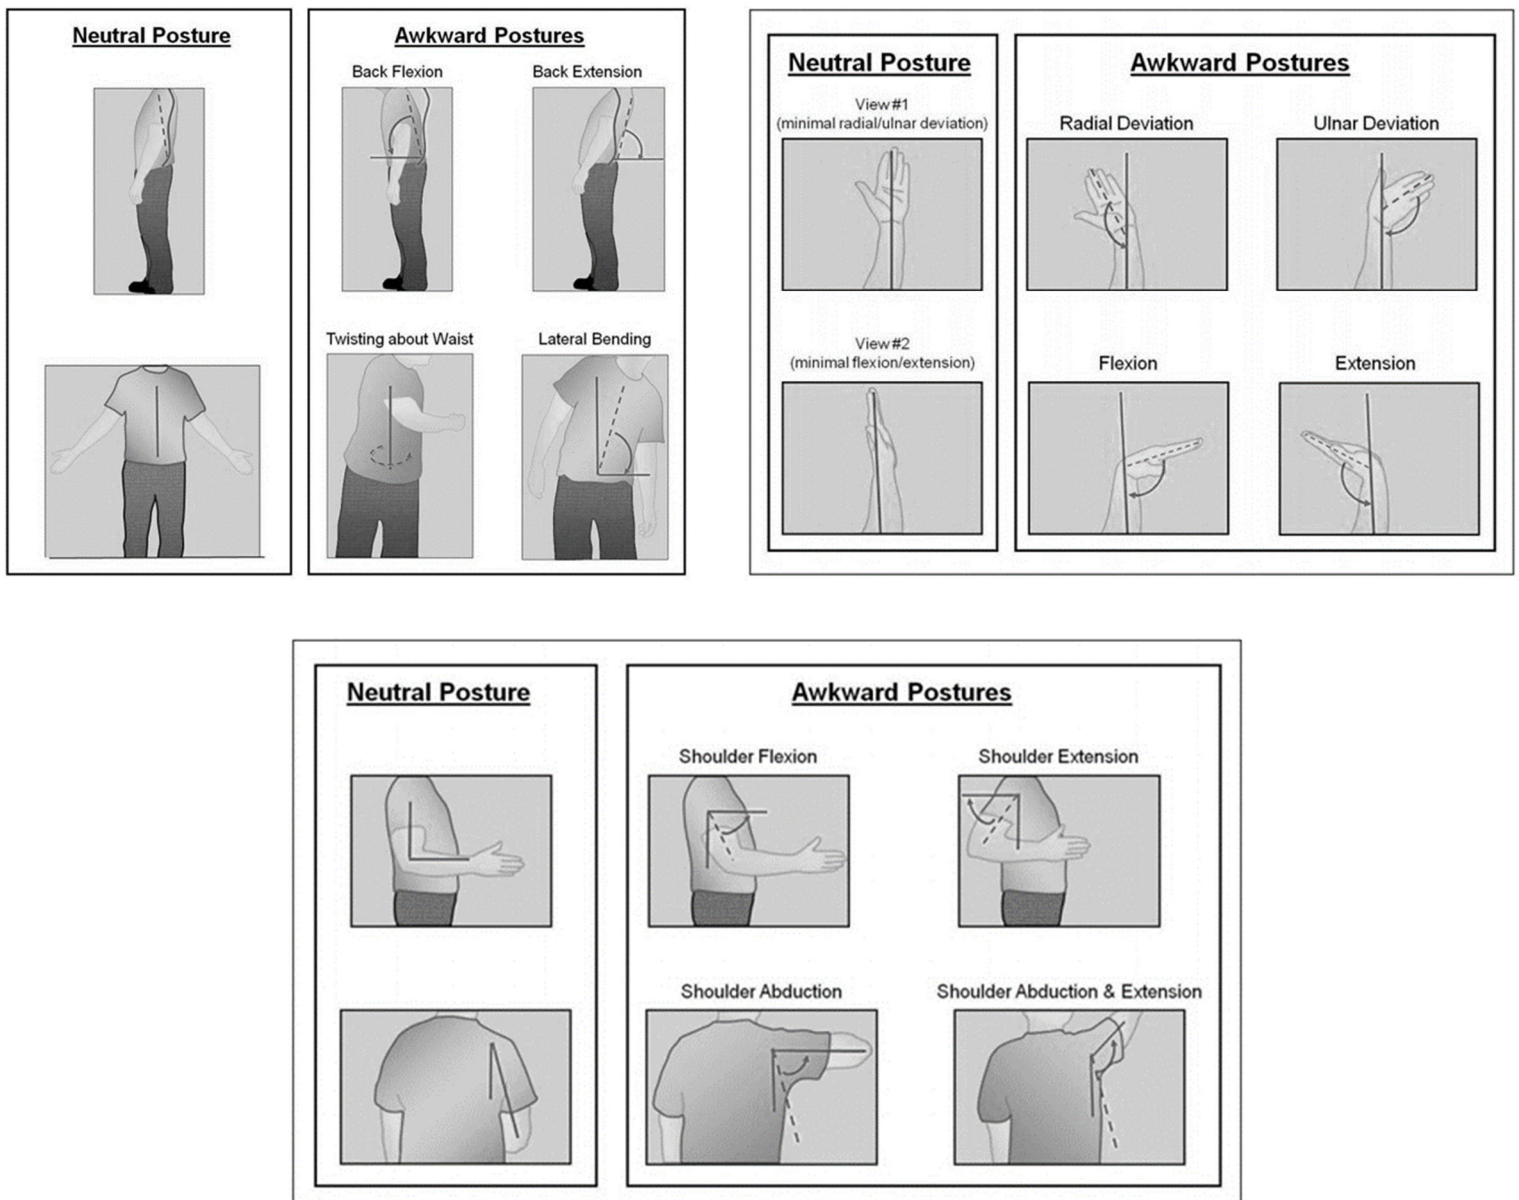 Neutral Posture
Awkward Postures
Back Flexion
Back Extension
Twisting about Waist
Lateral Bending
Neutral Posture
View #1
(minimal radial/ulnar deviation)
View #2
(minimal flexion/extension)
Awkward Postures
Radial Deviation
Ulnar Deviation
Flexion
Extension
Neutral Posture
Awkward Postures
Shoulder Flexion
Shoulder Extension
Shoulder Abduction
Shoulder Abduction & Extension